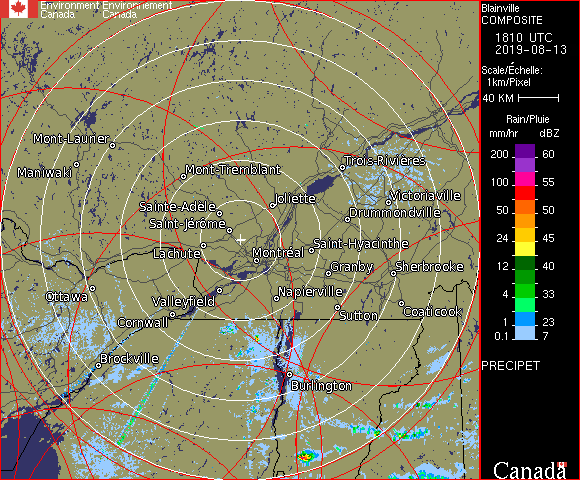 Environment Environnement
Canada Canada
Blainville
COMPOSITE
1810 UTC
2019-08-13
Scale/Échelle:
1km/Pixel
40 KM
Rain/Pluie
mm/hr dBZ
200 60
100 55
50 50
24 45
12 40
4 33
1 23
0.1 7
PRECIPET
Mont-Laurier
Maniwaki
Mont-Tremblant
Trois-Rivières
Joliette
Victoriaville
Sainte-Adèle
Drummondville
Saint-Jérôme
Lachute
Saint-Hyacinthe
Montréal
Granby
Sherbrooke
Ottawa
Valleyfield
Napierville
Cornwall
Sutton
Coaticook
Brockville
Burlington
Canada